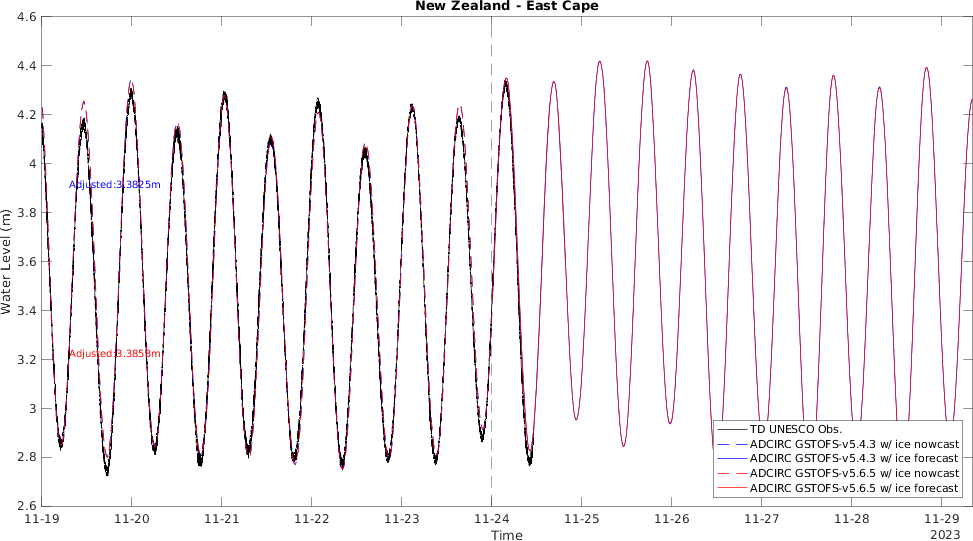 New Zealand - East Cape
4.6
4.4
4.2
4
3.8
3.6
3.4
3.2
3
2.8
2.6
Water Level (m)
Adjusted:3.3825m
Adjusted:3.3853m
TD UNESCO Obs.
ADCIRC GSTOFS-v5.4.3 w/ ice nowcast
ADCIRC GSTOFS-v5.4.3 w/ ice forecast
ADCIRC GSTOFS-v5.6.5 w/ ice nowcast
ADCIRC GSTOFS-v5.6.5 w/ ice forecast
11-19 11-20 11-21 11-22 11-23 11-24 11-25 11-26 11-27 11-28 11-29
2023
Time